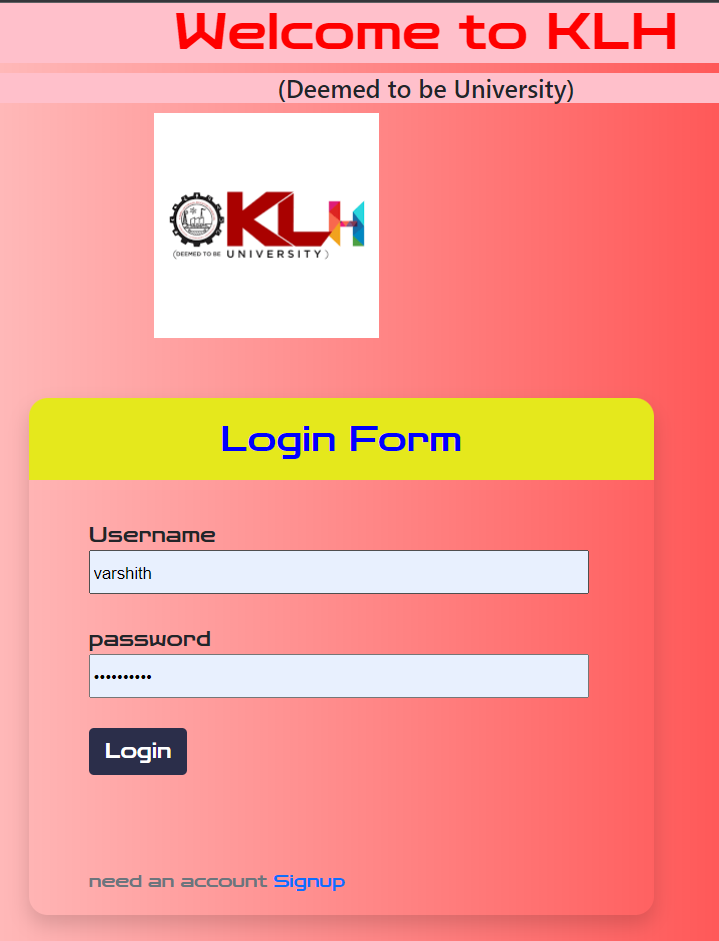 Welcome to KLH
(Deemed to be University)
KLH
(DEEMED TO BE UNIVERSITY)
Login Form
Username
varshith
password
••••••••••
Login
need an account Signup